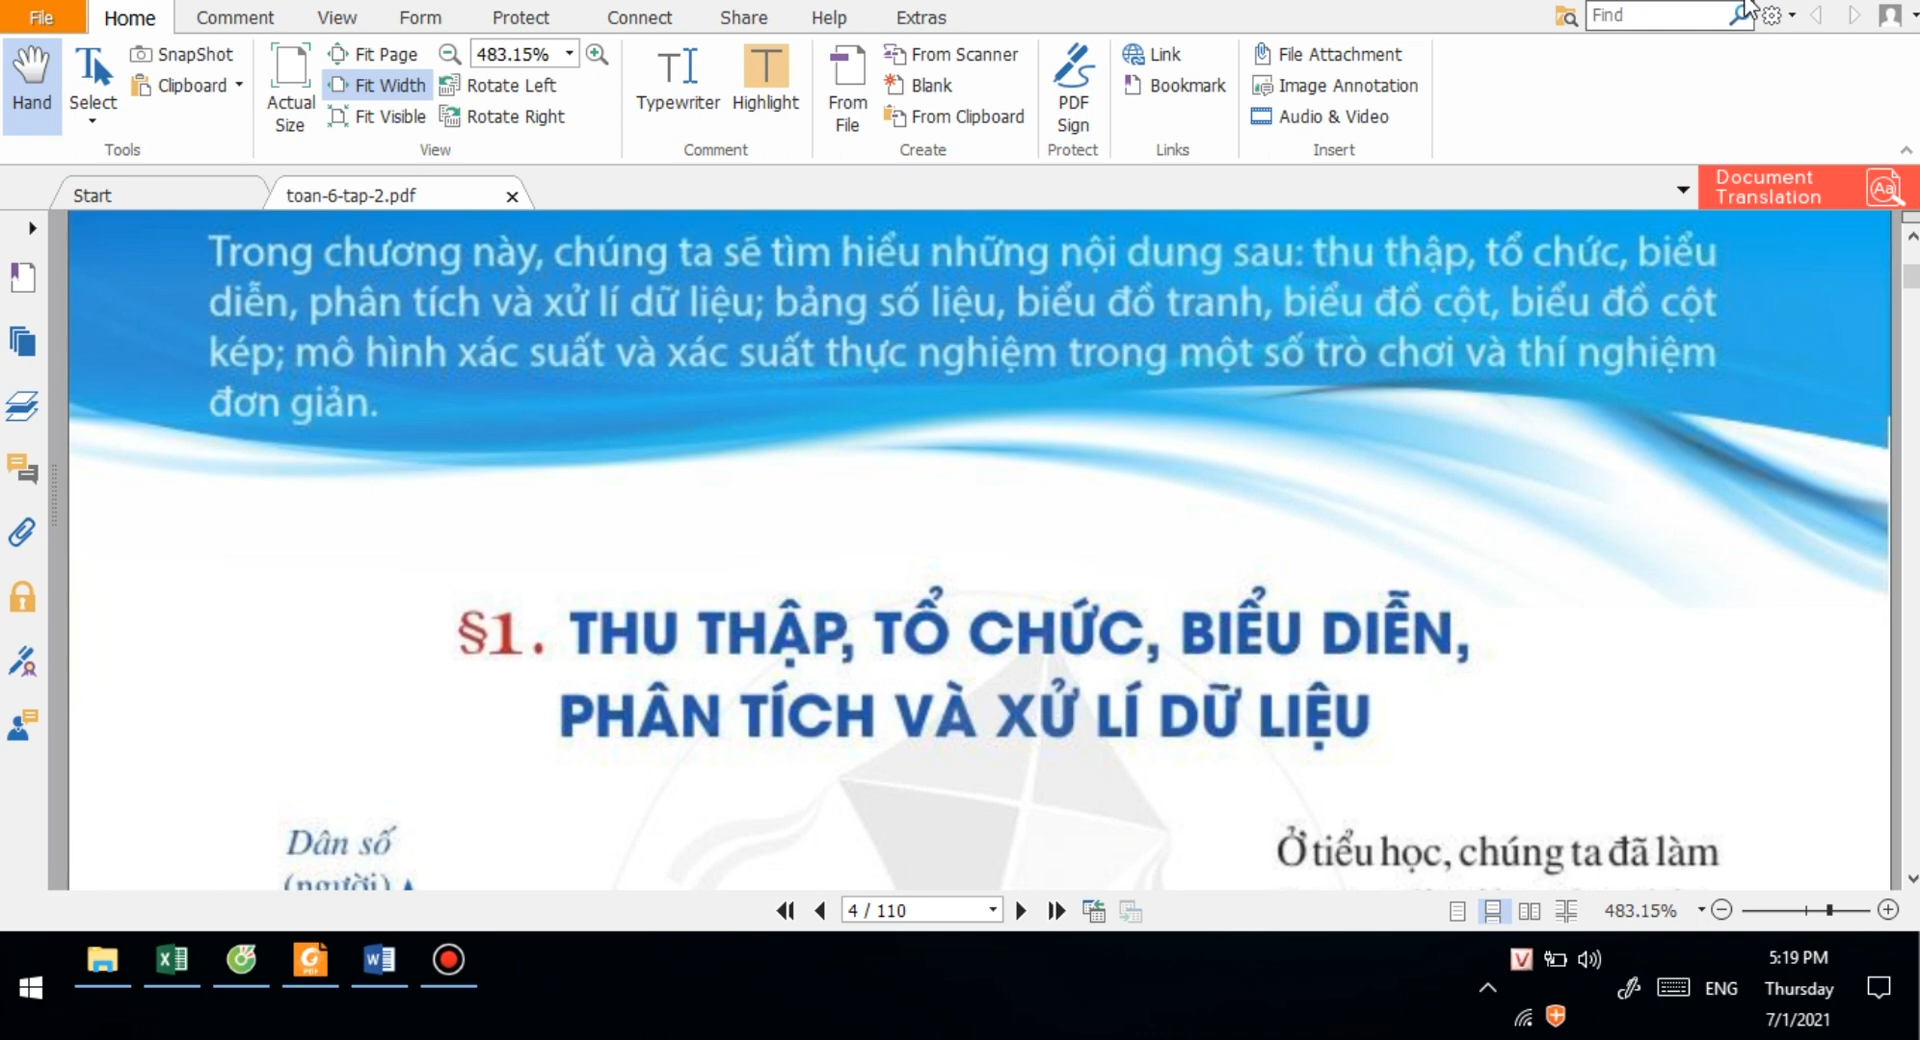 File Home Comment View Form Protect Connect Share Help Extras Find
Hand
Select
SnapShot
Clipboard
Tools
Actual Size
Fit Page
Fit Width
Fit Visible
483.15%
Rotate Left
Rotate Right
View
Typewriter
Highlight
Comment
From File
From Scanner
Blank
From Clipboard
Create
PDF Sign
Protect
Link
Bookmark
Links
File Attachment
Image Annotation
Audio & Video
Insert
Start
toan-6-tap-2.pdf
Document
Translation
Trong chương này, chúng ta sẽ tìm hiểu những nội dung sau: thu thập, tổ chức, biểu
diễn, phân tích và xử lí dữ liệu; bảng số liệu, biểu đồ tranh, biểu đồ cột, biểu đồ cột
kép; mô hình xác suất và xác suất thực nghiệm trong một số trò chơi và thí nghiệm
đơn giản.
§1. THU THẬP, TỔ CHỨC, BIỂU DIỄN,
PHÂN TÍCH VÀ XỬ LÍ DỮ LIỆU
Dân số
(người)
Ở tiểu học, chúng ta đã làm
4 / 110
483.15%
5:19 PM
ENG
Thursday
7/1/2021